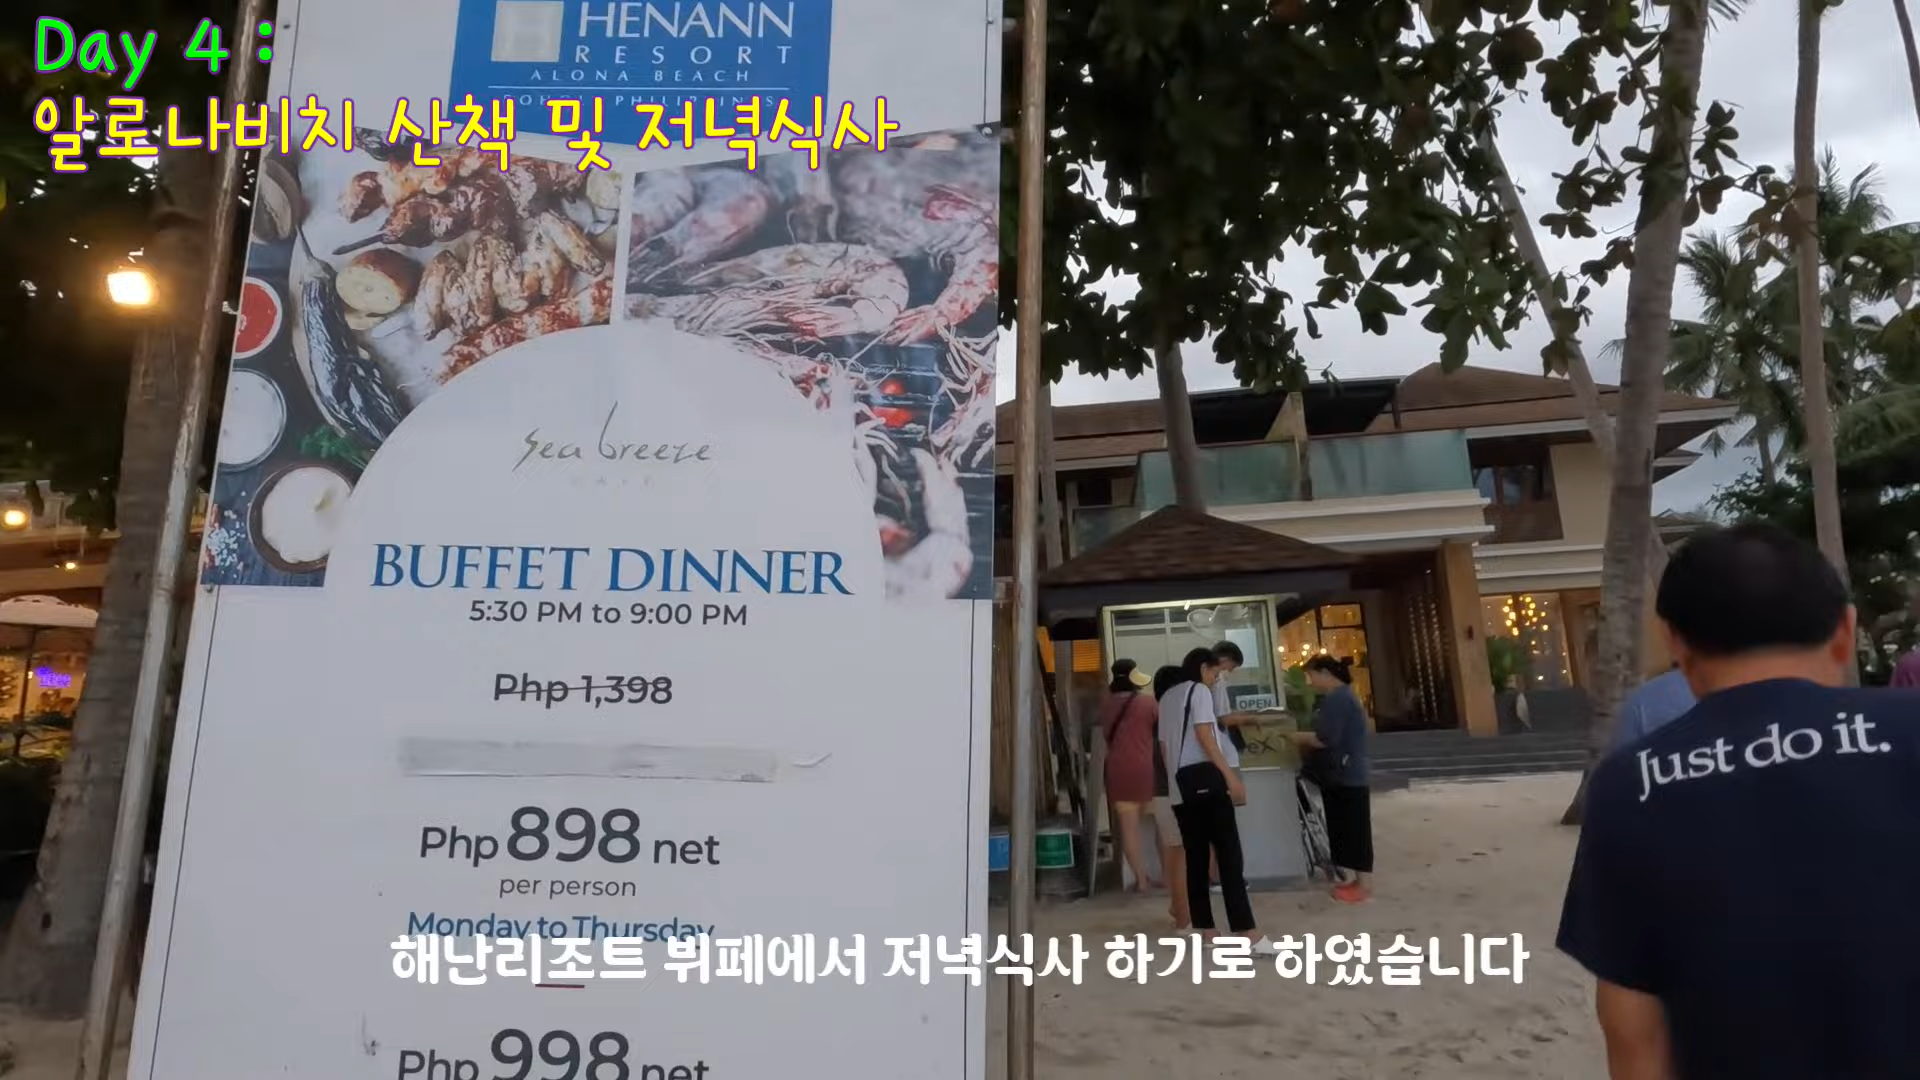 Day 4 :
알로나비치 산책 및 저녁식사
HENANN
RESORT
ALONA BEACH
BOHOL PHILIPPINES
sea breeze
CAFE
BUFFET DINNER
5:30 PM to 9:00 PM
Php 1,398
Php 898 net
per person
Monday to Thursday
해난리조트 뷔페에서 저녁식사 하기로 하였습니다
Php 998 net
OPEN
Just do it.